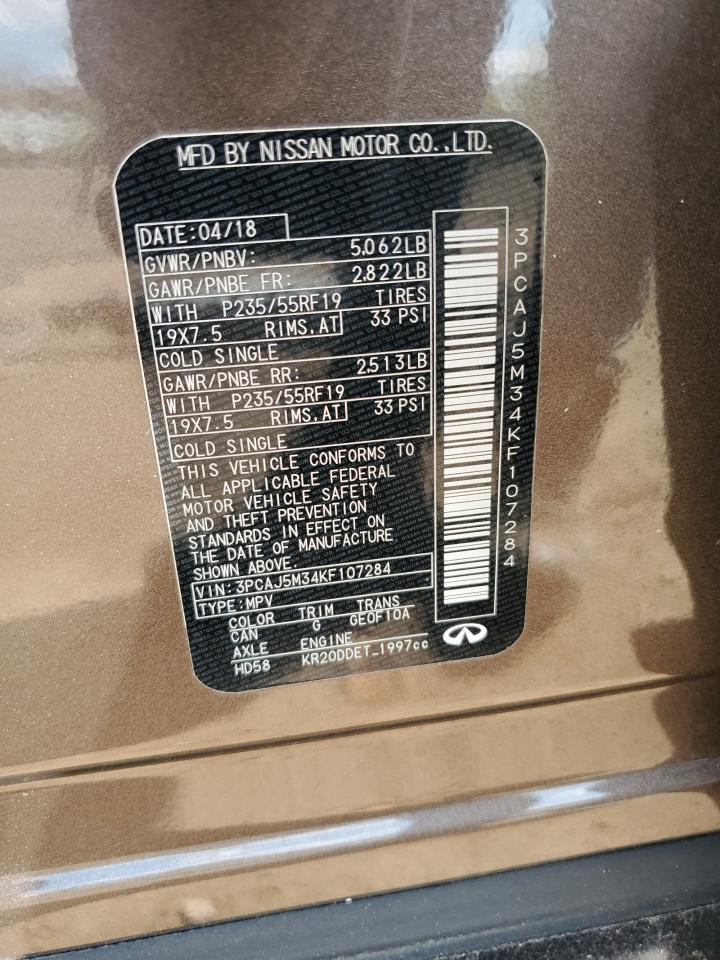 MFD BY NISSAN MOTOR CO.,LTD.
DATE:04/18
GVWR/PNBV: 5.062LB
GAWR/PNBE FR: 2.822LB
WITH P235/55RF19 TIRES
19X7.5 RIMS.AT 33 PSI
COLD SINGLE
GAWR/PNBE RR: 2.513LB
WITH P235/55RF19 TIRES
19X7.5 RIMS.AT 33 PSI
COLD SINGLE
THIS VEHICLE CONFORMS TO
ALL APPLICABLE FEDERAL
MOTOR VEHICLE SAFETY
AND THEFT PREVENTION
STANDARDS IN EFFECT ON
THE DATE OF MANUFACTURE
SHOWN ABOVE.
VIN:3PCAJ5M34KF107284
TYPE:MPV
COLOR TRIM TRANS
CAN G GE0F10A
AXLE ENGINE
HD58 KR20DDET_1997cc
3PCAJ5M34KF107284